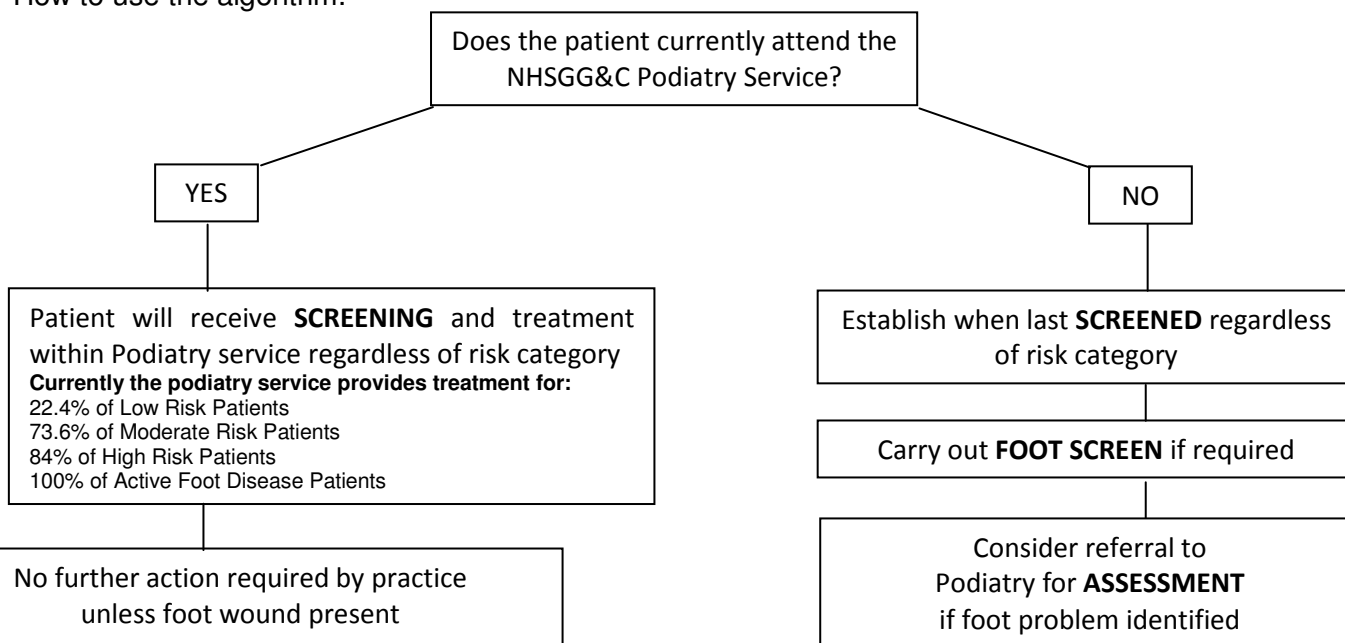 How to use the algorithm:
Does the patient currently attend the
NHSGG&C Podiatry Service?
YES
NO
Patient will receive SCREENING and treatment
within Podiatry service regardless of risk category
Currently the podiatry service provides treatment for:
22.4% of Low Risk Patients
73.6% of Moderate Risk Patients
84% of High Risk Patients
100% of Active Foot Disease Patients
No further action required by practice
unless foot wound present
Establish when last SCREENED regardless
of risk category
Carry out FOOT SCREEN if required
Consider referral to
Podiatry for ASSESSMENT
if foot problem identified